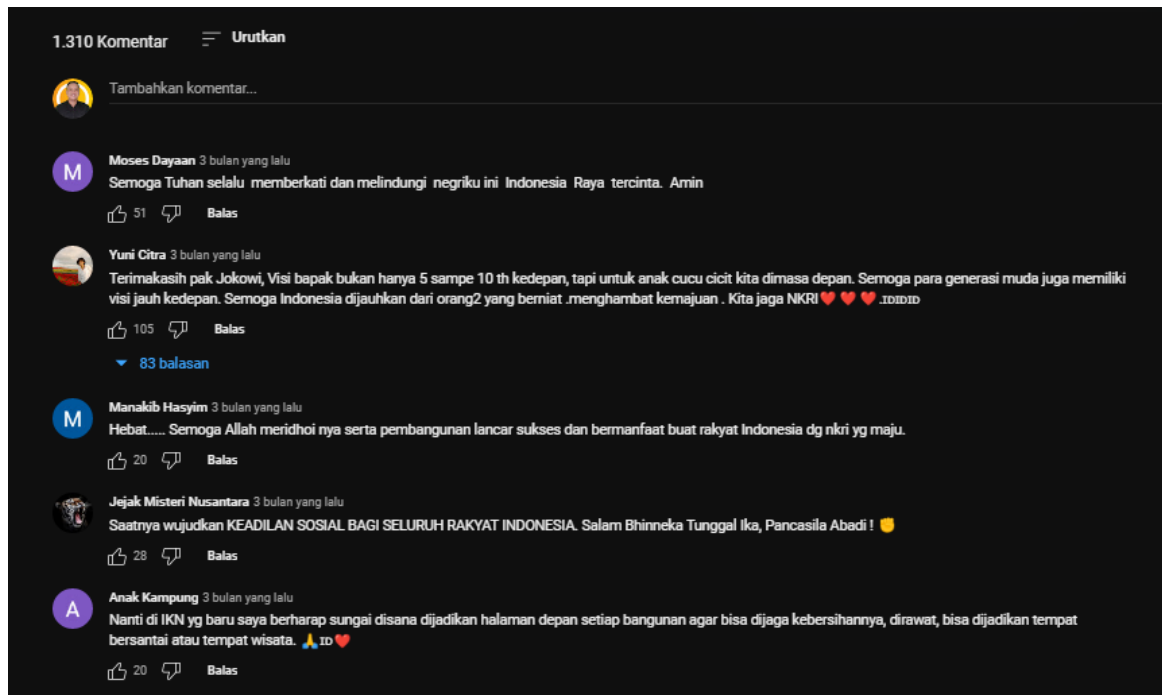 1.310 Komentar Urutkan
Tambahkan komentar...
M
Moses Dayaan 3 bulan yang lalu
Semoga Tuhan selalu memberkati dan melindungi negriku ini Indonesia Raya tercinta. Amin
51 Balas
Yuni Citra 3 bulan yang lalu
Terimakasih pak Jokowi, Visi bapak bukan hanya 5 sampe 10 th kedepan, tapi untuk anak cucu cicit kita dimasa depan. Semoga para generasi muda juga memiliki
visi jauh kedepan. Semoga Indonesia dijauhkan dari orang2 yang berniat .menghambat kemajuan . Kita jaga NKRI❤️ ❤️ ❤️ .🇮🇩🇮🇩🇮🇩
105 Balas
83 balasan
M
Manakib Hasyim 3 bulan yang lalu
Hebat..... Semoga Allah meridhoi nya serta pembangunan lancar sukses dan bermanfaat buat rakyat Indonesia dg nkri yg maju.
20 Balas
Jejak Misteri Nusantara 3 bulan yang lalu
Saatnya wujudkan KEADILAN SOSIAL BAGI SELURUH RAKYAT INDONESIA. Salam Bhinneka Tunggal Ika, Pancasila Abadi ! ✊
28 Balas
A
Anak Kampung 3 bulan yang lalu
Nanti di IKN yg baru saya berharap sungai disana dijadikan halaman depan setiap bangunan agar bisa dijaga kebersihannya, dirawat, bisa dijadikan tempat
bersantai atau tempat wisata. 🙏🇮🇩❤️
20 Balas